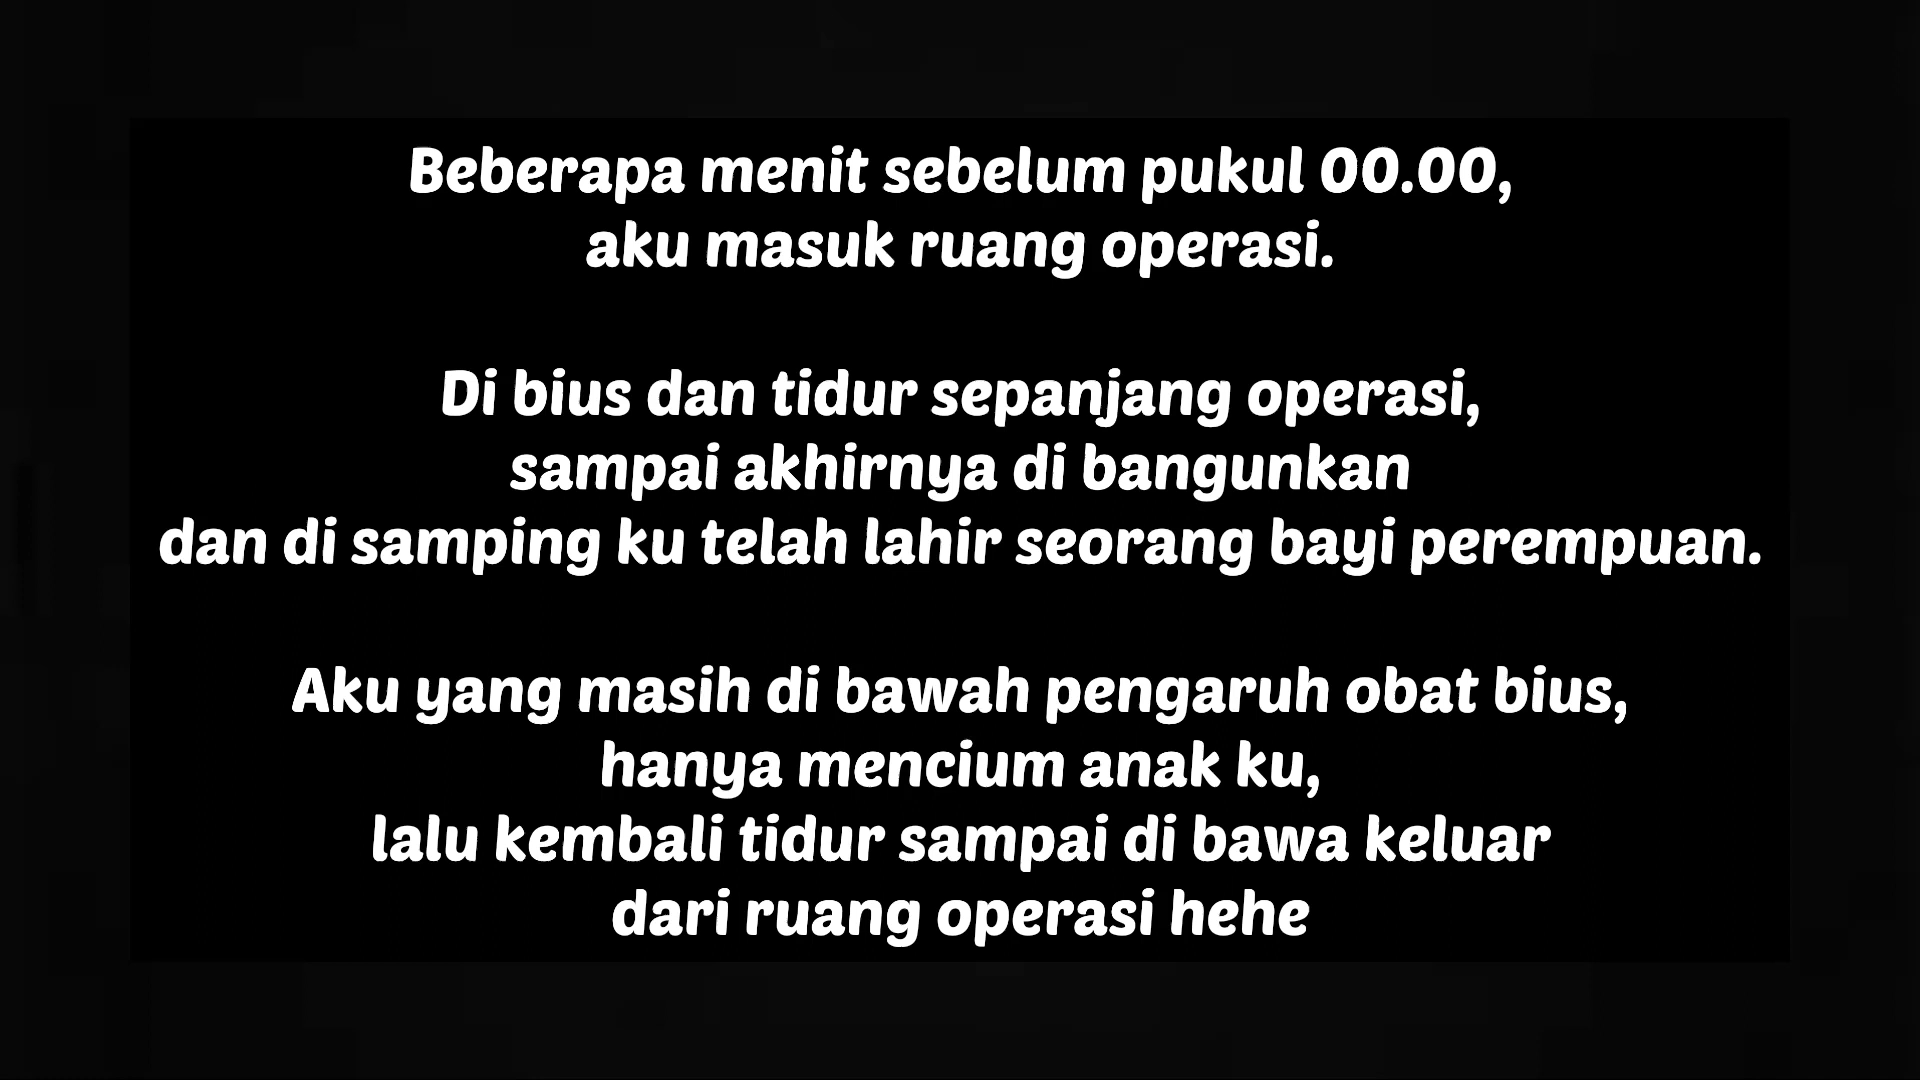 Beberapa menit sebelum pukul 00.00,
aku masuk ruang operasi.
Di bius dan tidur sepanjang operasi,
sampai akhirnya di bangunkan
dan di samping ku telah lahir seorang bayi perempuan.
Aku yang masih di bawah pengaruh obat bius,
hanya mencium anak ku,
lalu kembali tidur sampai di bawa keluar
dari ruang operasi hehe